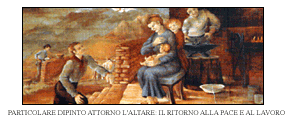 PARTICOLARE DIPINTO ATTORNO L'ALTARE: IL RITORNO ALLA PACE E AL LAVORO